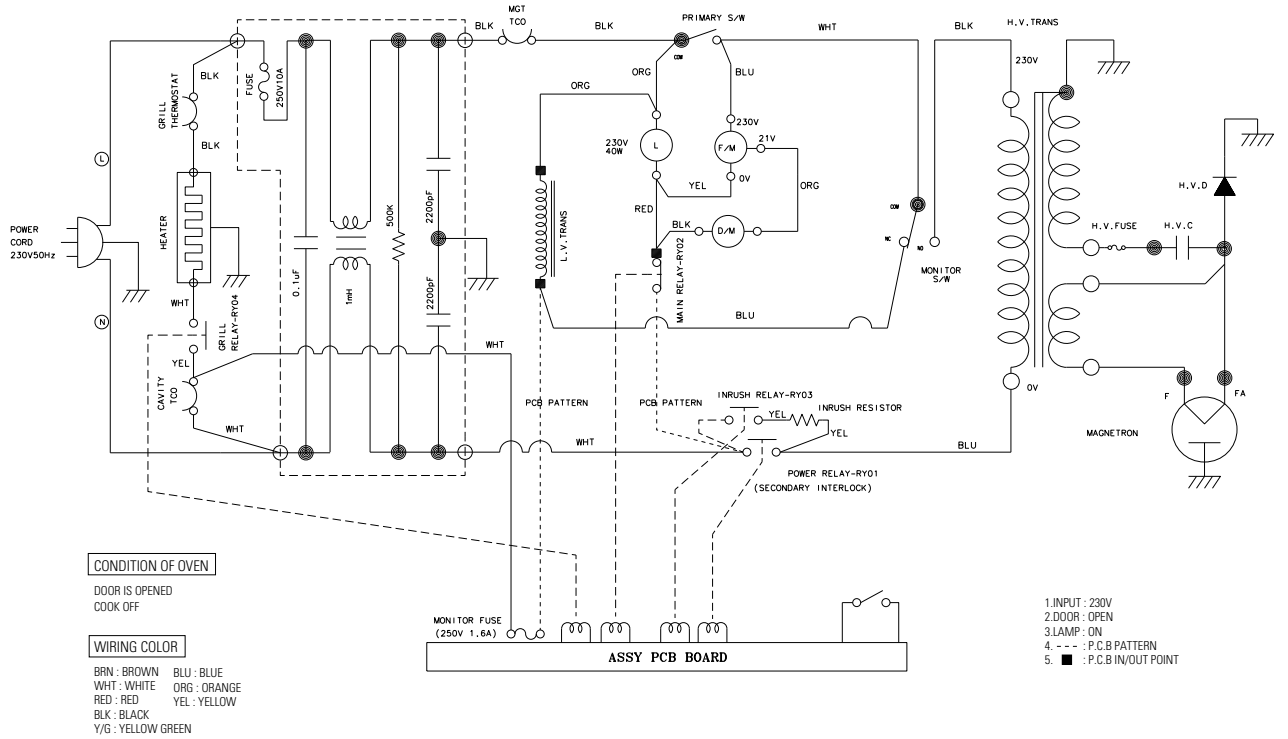 MGT
TCO
BLK
BLK
PRIMARY S/W
COM
WHT
BLK
H.V.TRANS
230V
BLK
GRILL
THERMOSTAT
BLK
FUSE
250V10A
ORG
ORG
BLU
230V
40W
L
230V
F/M
21V
0V
YEL
ORG
RED
BLK
D/M
L
N
POWER
CORD
230V50Hz
HEATER
WHT
GRILL
RELAY-RY04
YEL
CAVITY
TCO
WHT
0.1uF
1mH
500K
2200pF
2200pF
L.V.TRANS
MAIN RELAY-RY02
COM
NC
NO
MONITOR
S/W
BLU
WHT
H.V.D
H.V.FUSE
H.V.C
0V
F
FA
MAGNETRON
PCB PATTERN
PCB PATTERN
INRUSH RELAY-RY03
YEL
INRUSH RESISTOR
YEL
WHT
BLU
POWER RELAY-RY01
(SECONDARY INTERLOCK)
MONITOR FUSE
(250V 1.6A)
ASSY PCB BOARD
CONDITION OF OVEN
DOOR IS OPENED
COOK OFF
WIRING COLOR
BRN : BROWN BLU : BLUE
WHT : WHITE ORG : ORANGE
RED : RED YEL : YELLOW
BLK : BLACK
Y/G : YELLOW GREEN
1.INPUT : 230V
2.DOOR : OPEN
3.LAMP : ON
4. ---- : P.C.B PATTERN
5. ■ : P.C.B IN/OUT POINT